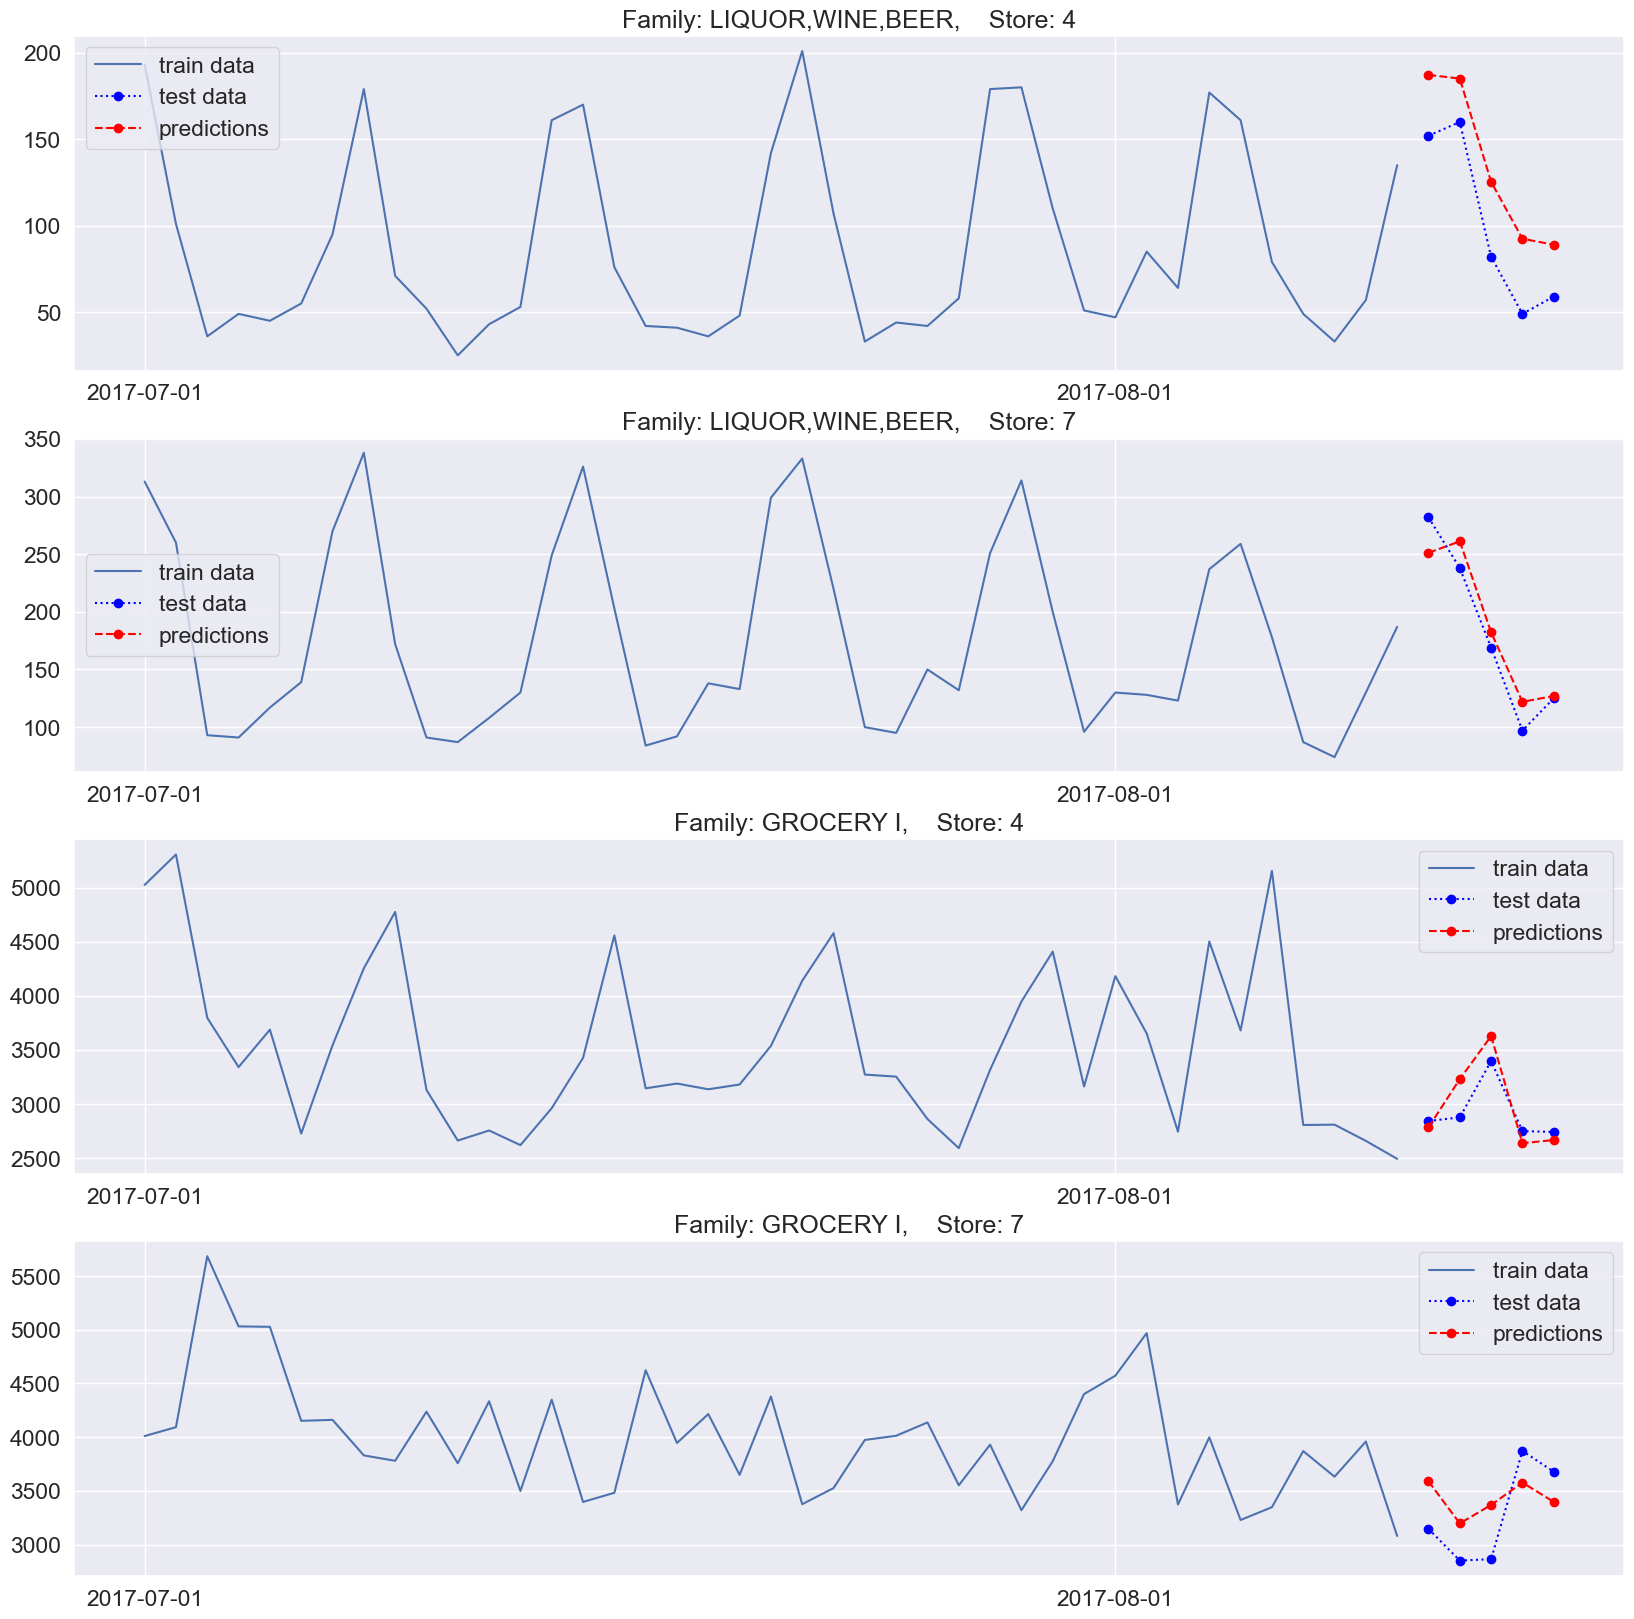 Family: LIQUOR,WINE,BEER,    Store: 4
200
150
100
50
train data
test data
predictions
2017-07-01 2017-08-01
Family: LIQUOR,WINE,BEER,    Store: 7
350
300
250
200
150
100
train data
test data
predictions
2017-07-01 2017-08-01
Family: GROCERY I,    Store: 4
5000
4500
4000
3500
3000
2500
train data
test data
predictions
2017-07-01 2017-08-01
Family: GROCERY I,    Store: 7
5500
5000
4500
4000
3500
3000
train data
test data
predictions
2017-07-01 2017-08-01